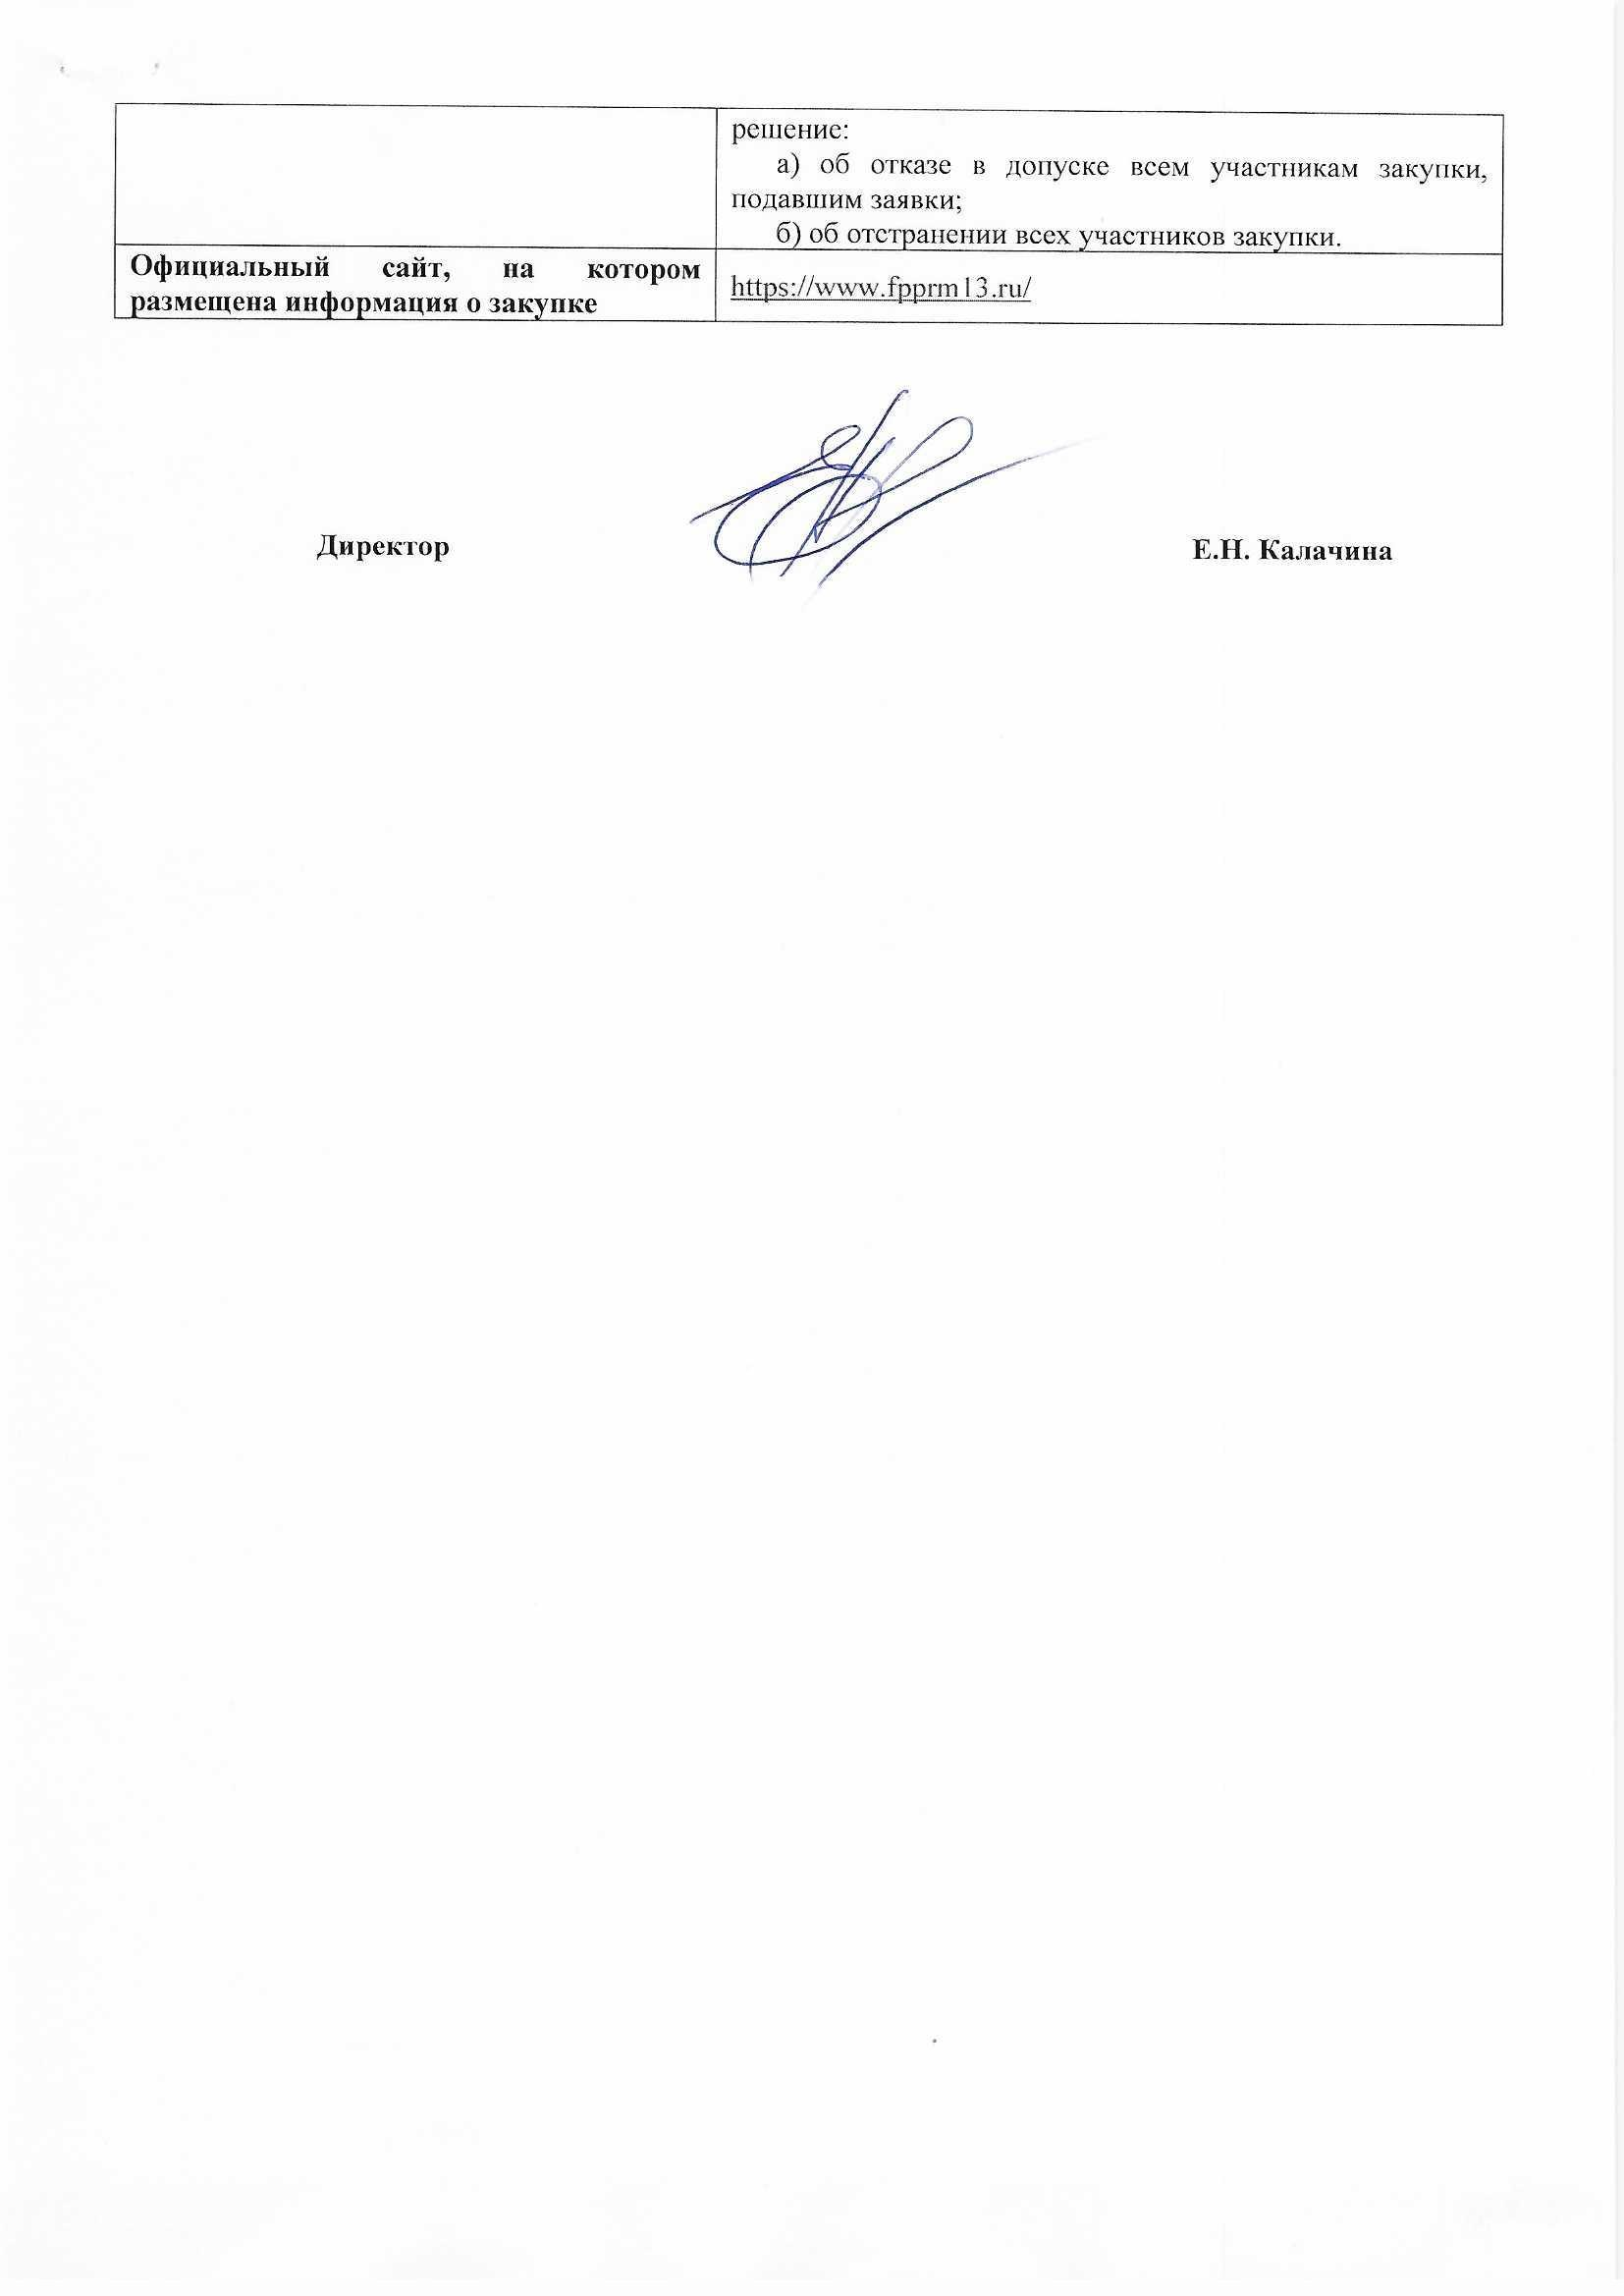 решение:
а) об отказе в допуске всем участникам закупки,
подавшим заявки;
б) об отстранении всех участников закупки.
Официальный сайт, на котором
размещена информация о закупке
https://www.fpprm13.ru/
Директор
Е.Н. Калачина